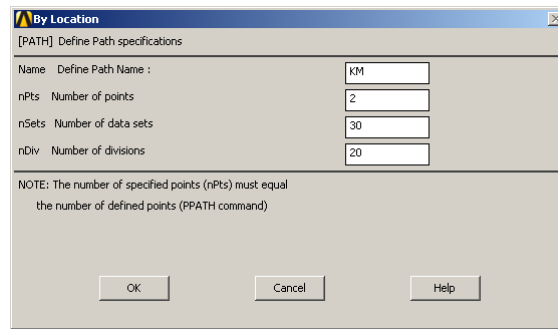 By Location
[PATH] Define Path specifications
Name Define Path Name : KM
nPts Number of points 2
nSets Number of data sets 30
nDiv Number of divisions 20
NOTE: The number of specified points (nPts) must equal
the number of defined points (PPATH command)
OK Cancel Help